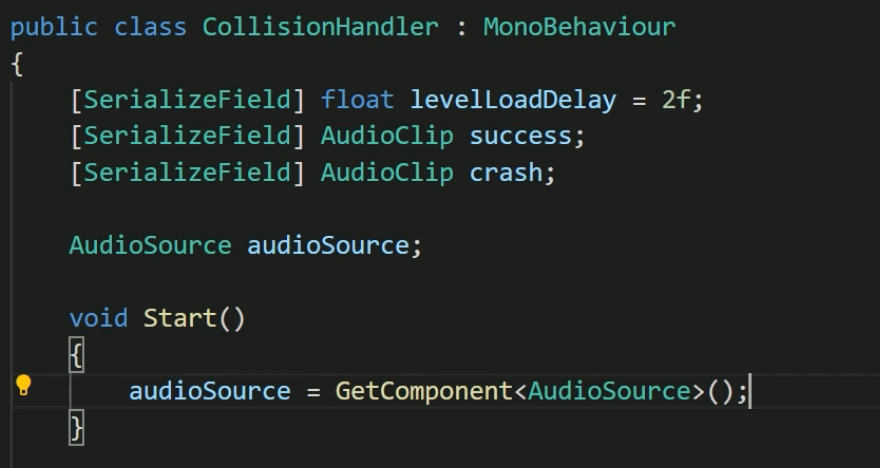 public class CollisionHandler : MonoBehaviour
{
    [SerializeField] float levelLoadDelay = 2f;
    [SerializeField] AudioClip success;
    [SerializeField] AudioClip crash;

    AudioSource audioSource;

    void Start()
    {
        audioSource = GetComponent<AudioSource>();
    }